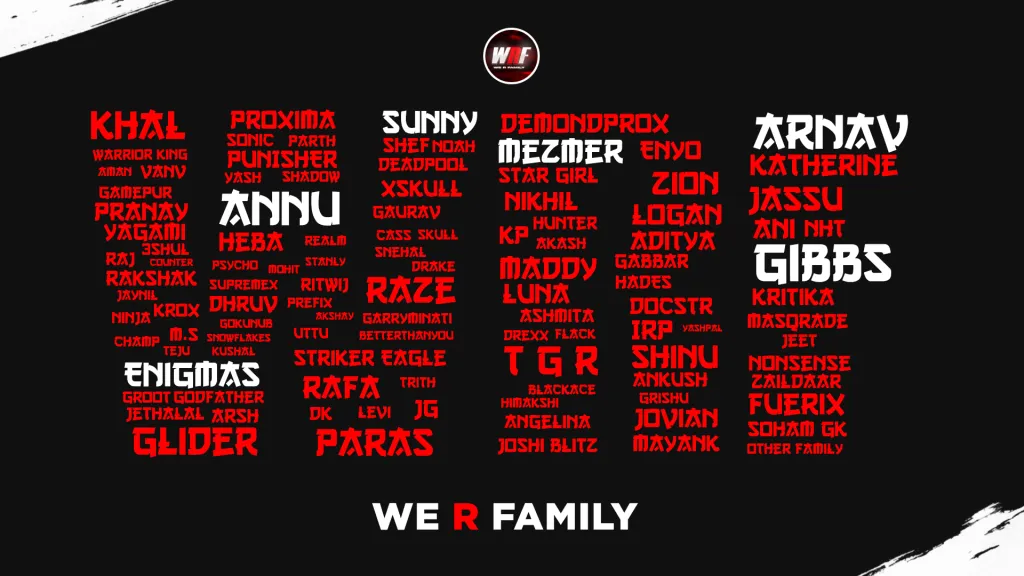 WRF
WE R FAMILY
KHAL
WARRIOR KING
AMAN VANV
GAMEPUR
PRANAY
YAGAMI
3SHUL
RAJ COUNTER
RAKSHAK
JAYNIL
NINJA KROX
CHAMP M.S
TEJU
ENIGMAS
GROOT GODFATHER
JETHALAL ARSH
GLIDER
PROXIMA
SONIC PARTH
PUNISHER
YASH SHADOW
ANNU
HEBA REALM
PSYCHO MOHIT STANLY
SUPREMEX RITWIJ
DHRUV PREFIX
GOKUNUB AKSHAY
SNOWFLAKES UTTU
KUSHAL
STRIKER EAGLE
RAFA TRITH
DK LEVI JG
PARAS
SUNNY
SHEF NOAH
DEADPOOL
XSKULL
GAURAV
CASS SKULL
SNEHAL
DRAKE
RAZE
GARRYMINATI
BETTERTHANYOU
DEMONDPROX
MEZMER ENYO
STAR GIRL
NIKHIL
HUNTER
KP AKASH
MADDY
LUNA
ASHMITA
DREXX FLACK
T G R
BLACKACE
HIMAKSHI
ANGELINA
JOSHI BLITZ
ZION
LOGAN
ADITYA
GABBAR
HADES
DOCSTR
IRP YASHPAL
SHINU
ANKUSH
GRISHU
JOVIAN
MAYANK
ARNAV
KATHERINE
JASSU
ANI NHT
GIBBS
KRITIKA
MASQRADE
JEET
NONSENSE
ZAILDAAR
FUERIX
SOHAM GK
OTHER FAMILY
WE R FAMILY